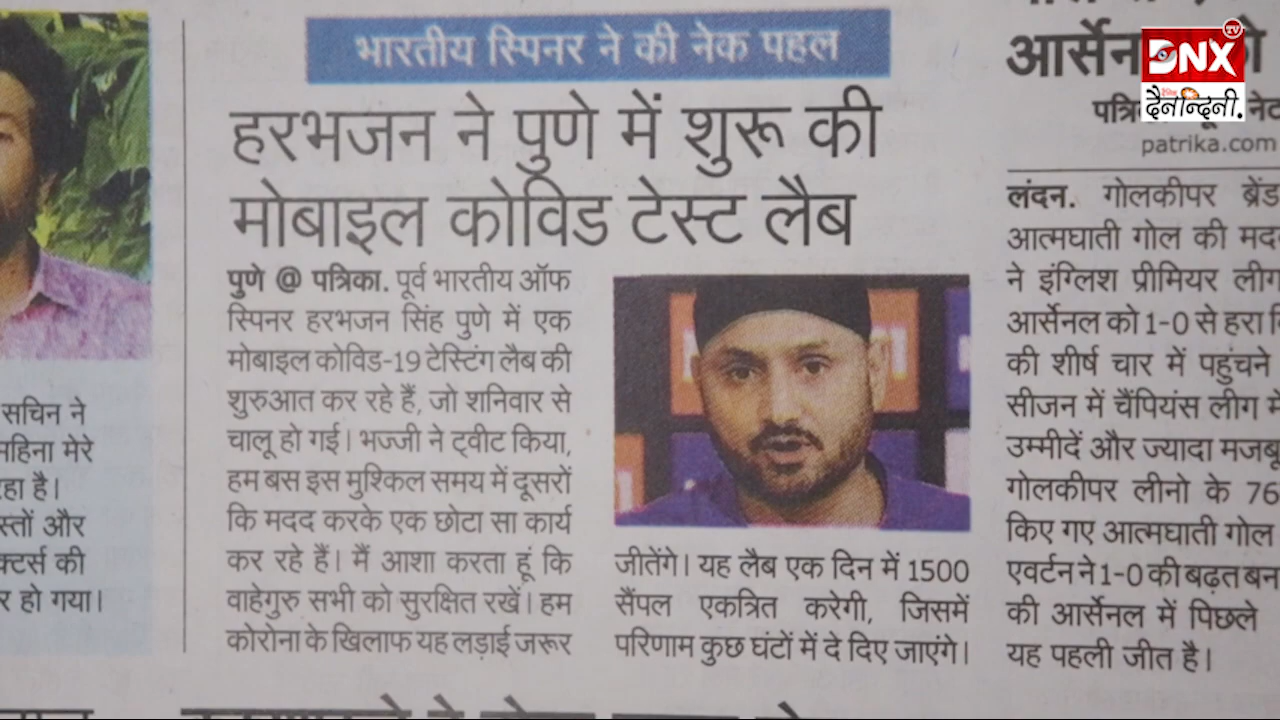 भारतीय स्पिनर ने की नेक पहल
हरभजन ने पुणे में शुरू की
मोबाइल कोविड टेस्ट लैब
पुणे @ पत्रिका. पूर्व भारतीय ऑफ
स्पिनर हरभजन सिंह पुणे में एक
मोबाइल कोविड-19 टेस्टिंग लैब की
शुरुआत कर रहे हैं, जो शनिवार से
चालू हो गई। भज्जी ने ट्वीट किया,
हम बस इस मुश्किल समय में दूसरों
कि मदद करके एक छोटा सा कार्य
कर रहे हैं। मैं आशा करता हूं कि
वाहेगुरु सभी को सुरक्षित रखें। हम
कोरोना के खिलाफ यह लड़ाई जरूर
जीतेंगे। यह लैब एक दिन में 1500
सैंपल एकत्रित करेगी, जिसमें
परिणाम कुछ घंटों में दे दिए जाएंगे।
सचिन ने
मेरे
है।
और
की
हो गया।
DNX TV
दैनिक
दैनन्दिनी.
patrika.com
लंदन. गोलकीपर
आत्मघाती गोल की
ने इंग्लिश प्रीमियर लीग
आर्सेनल को 1-0 से हरा
की शीर्ष चार में पहुंचने
सीजन में चैंपियंस लीग
उम्मीदें और ज्यादा
गोलकीपर लीनो के 76
किए गए आत्मघाती गोल
एवर्टन ने 1-0 की बढ़त
की आर्सेनल में पिछले
यह पहली जीत है।